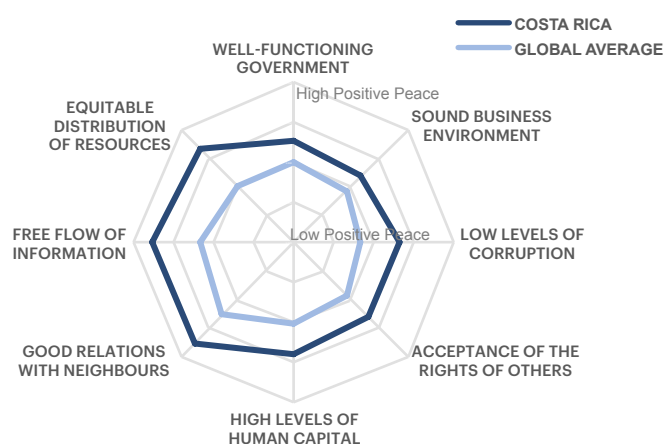 COSTA RICA
GLOBAL AVERAGE
WELL-FUNCTIONING
GOVERNMENT
High Positive Peace
EQUITABLE
DISTRIBUTION
OF RESOURCES
SOUND BUSINESS
ENVIRONMENT
FREE FLOW OF
INFORMATION
Low Positive Peace
LOW LEVELS OF
CORRUPTION
GOOD RELATIONS
WITH NEIGHBOURS
ACCEPTANCE OF THE
RIGHTS OF OTHERS
HIGH LEVELS OF
HUMAN CAPITAL